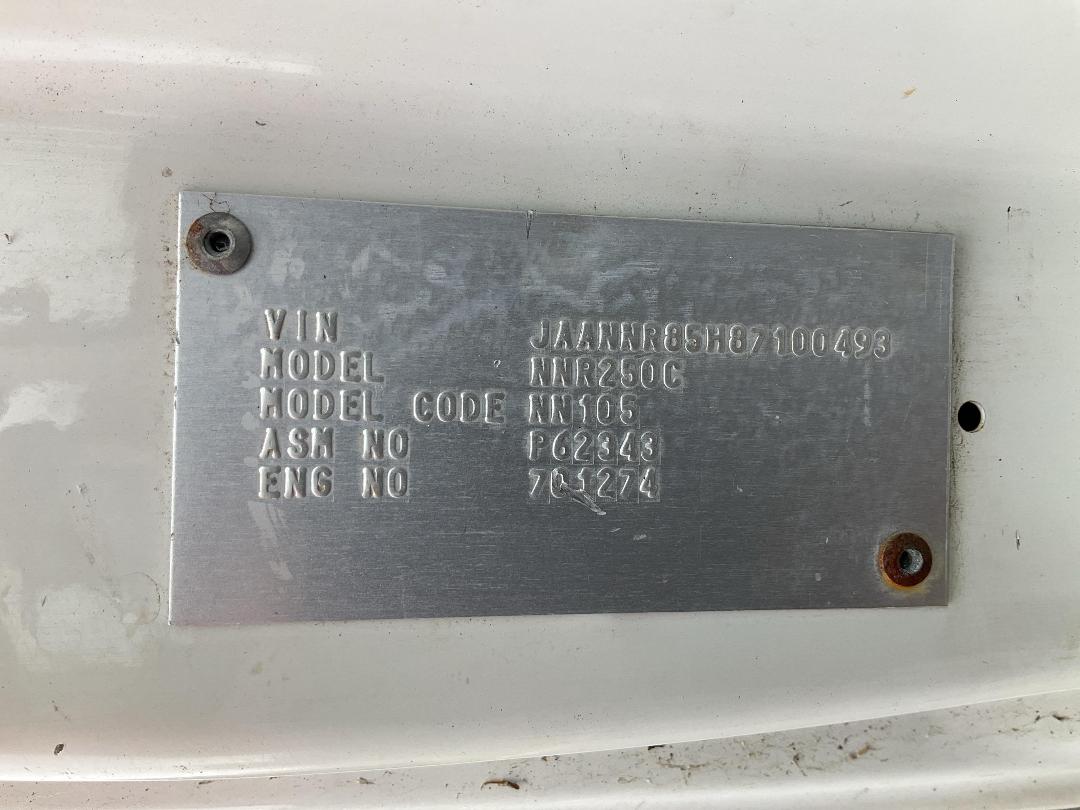 VIN JAANNR85H87100493
MODEL NNR250C
MODEL CODE NN105
ASM NO P62343
ENG NO 701274